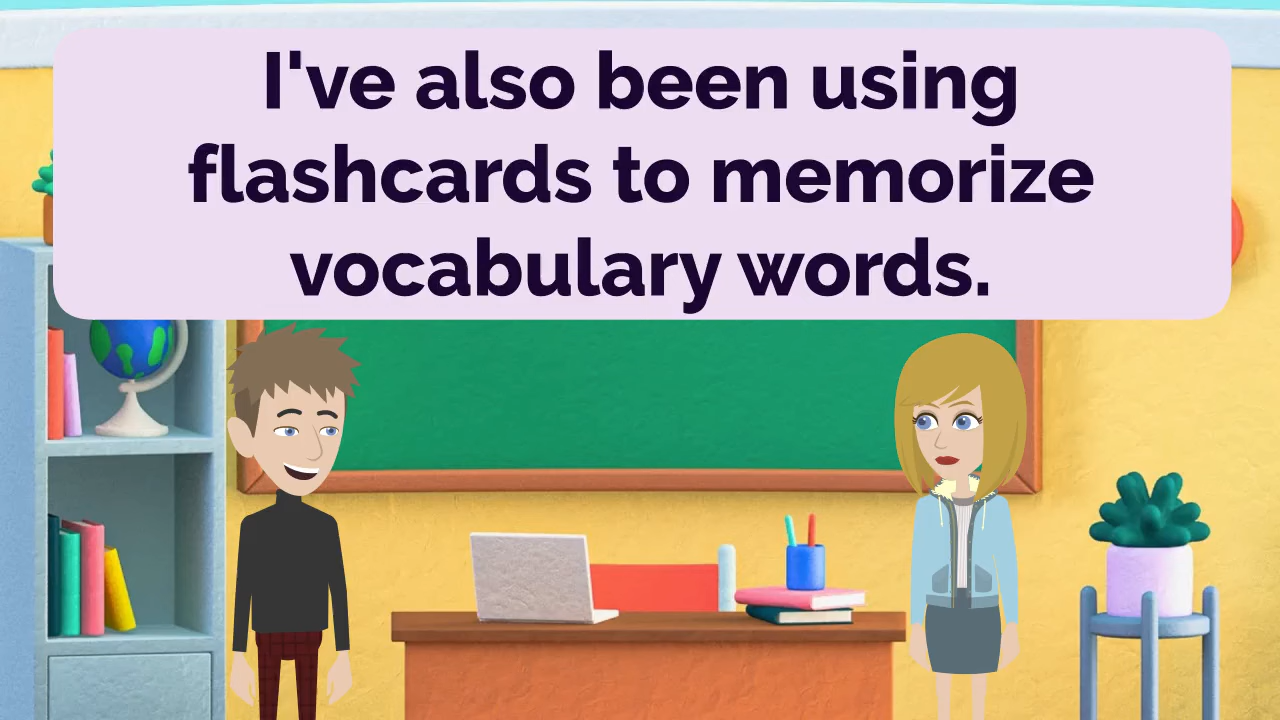 I've also been using
flashcards to memorize
vocabulary words.